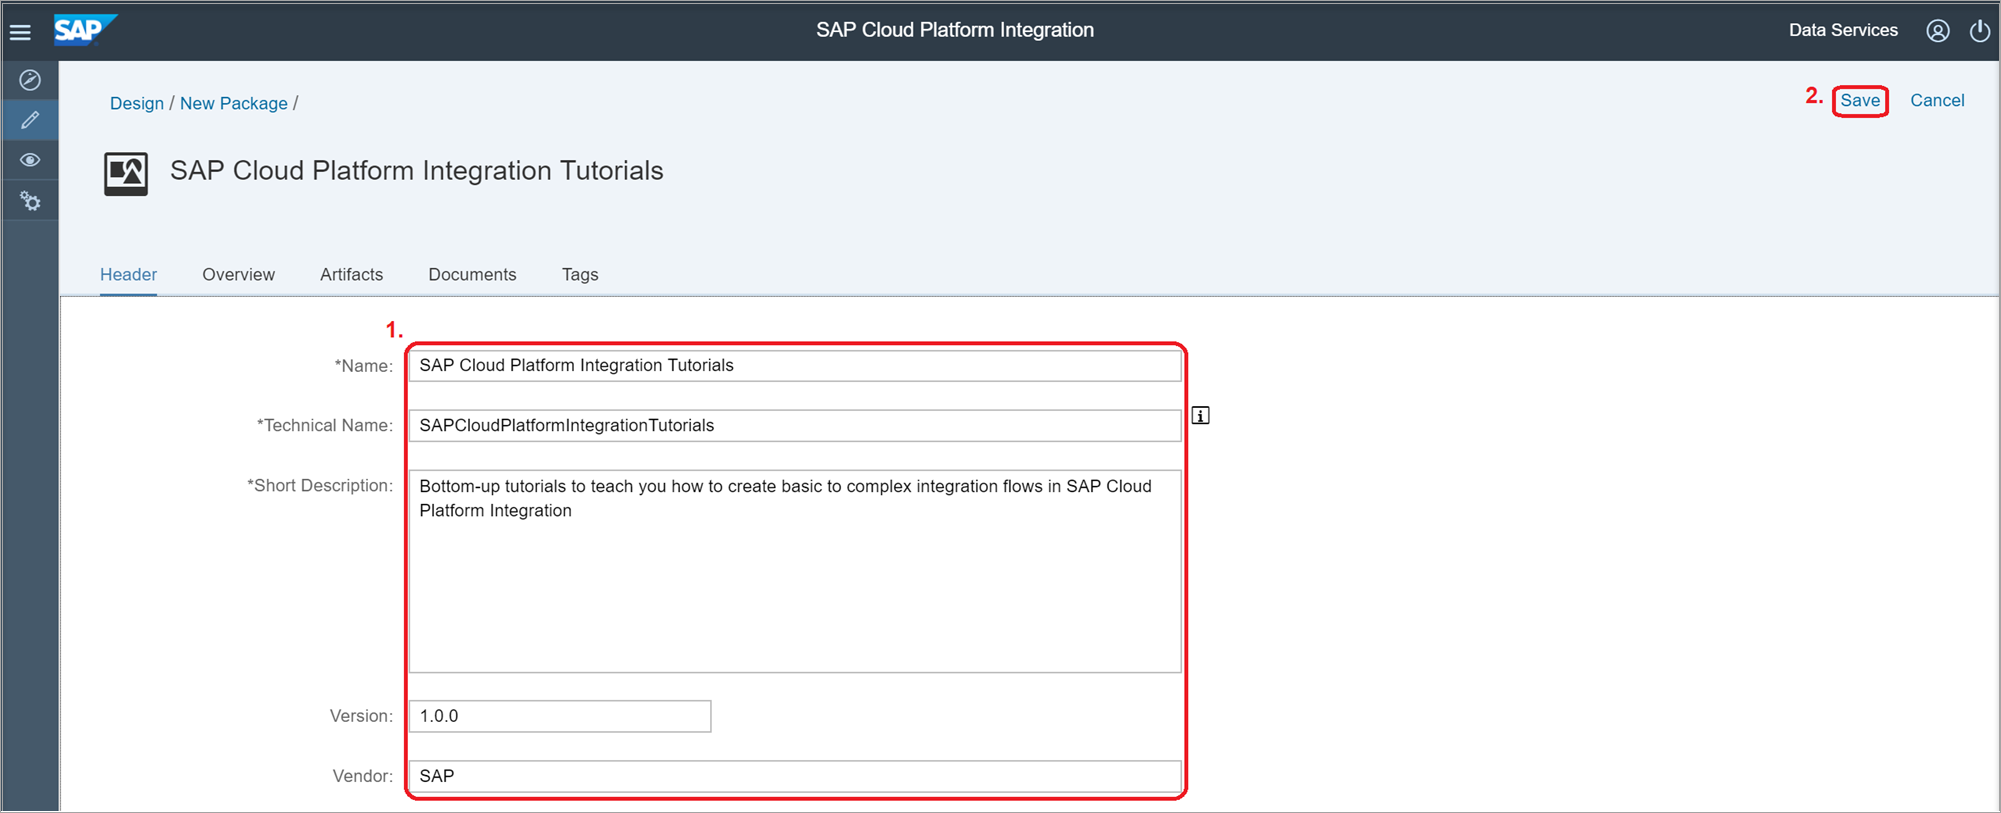 SAP
SAP Cloud Platform Integration
Data Services
Design / New Package /
2. Save Cancel
SAP Cloud Platform Integration Tutorials
Header Overview Artifacts Documents Tags
1.
*Name: SAP Cloud Platform Integration Tutorials
*Technical Name: SAPCloudPlatformIntegrationTutorials
*Short Description: Bottom-up tutorials to teach you how to create basic to complex integration flows in SAP Cloud
Platform Integration
Version: 1.0.0
Vendor: SAP